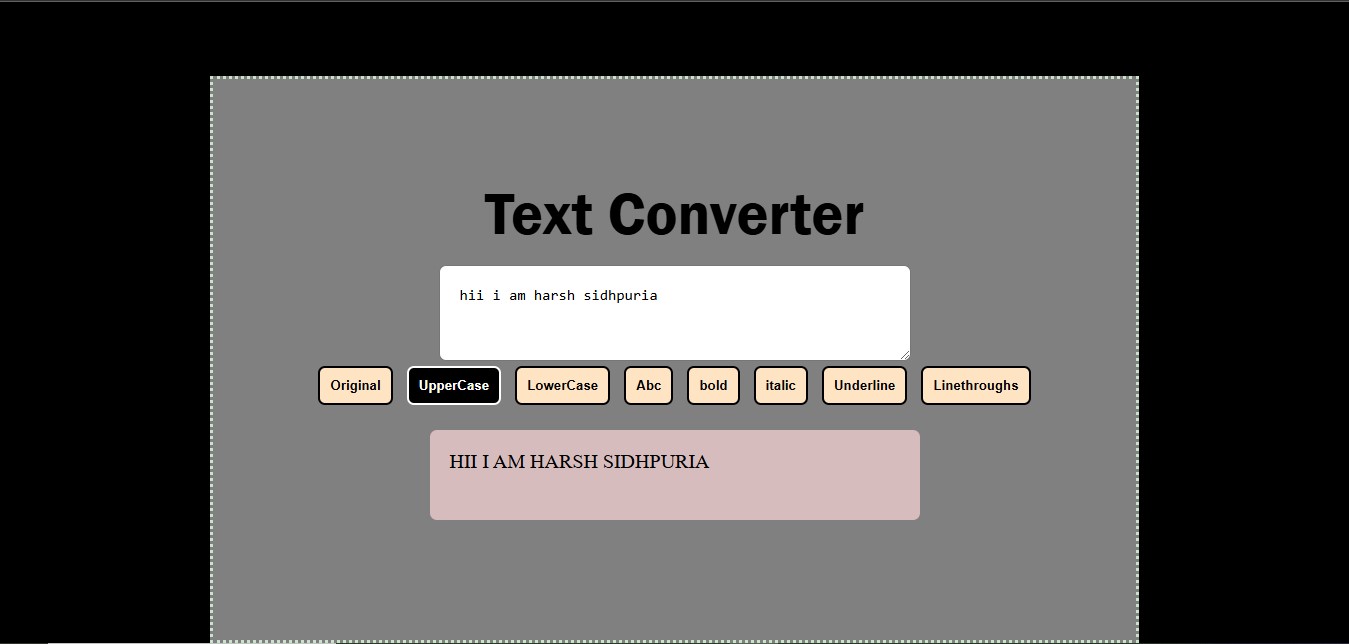 Text Converter
hii i am harsh sidhpuria
Original UpperCase LowerCase Abc bold italic Underline Linethroughs
HII I AM HARSH SIDHPURIA